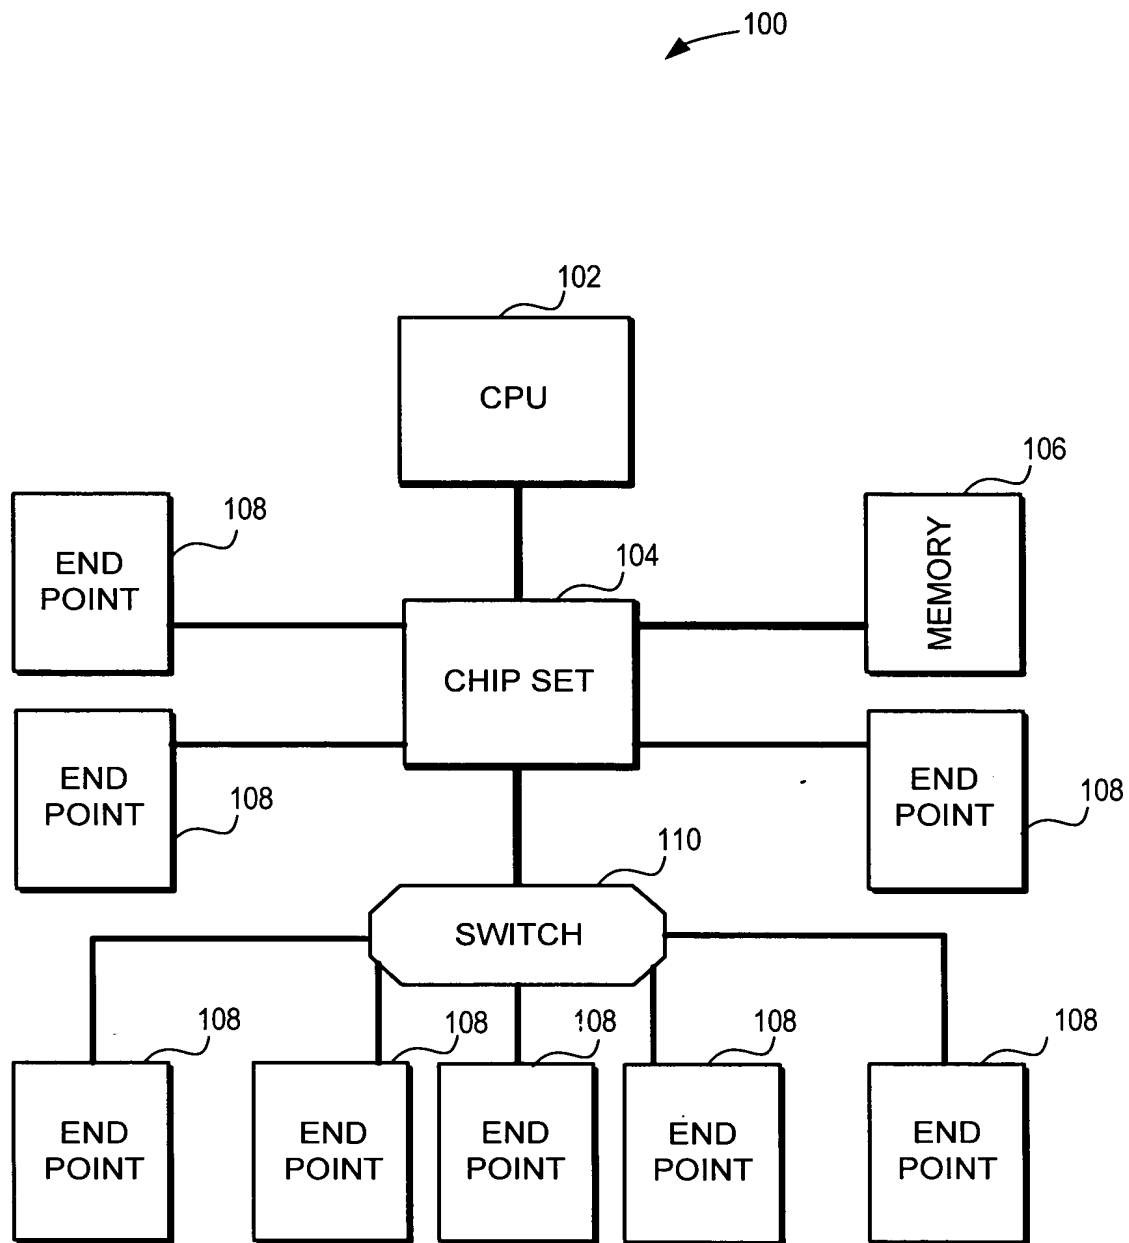 100
102
CPU
106
MEMORY
108
END
POINT
104
CHIP SET
END
POINT
108
END
POINT
108
110
SWITCH
108
108
108
108
108
END
POINT
END
POINT
END
POINT
END
POINT
END
POINT